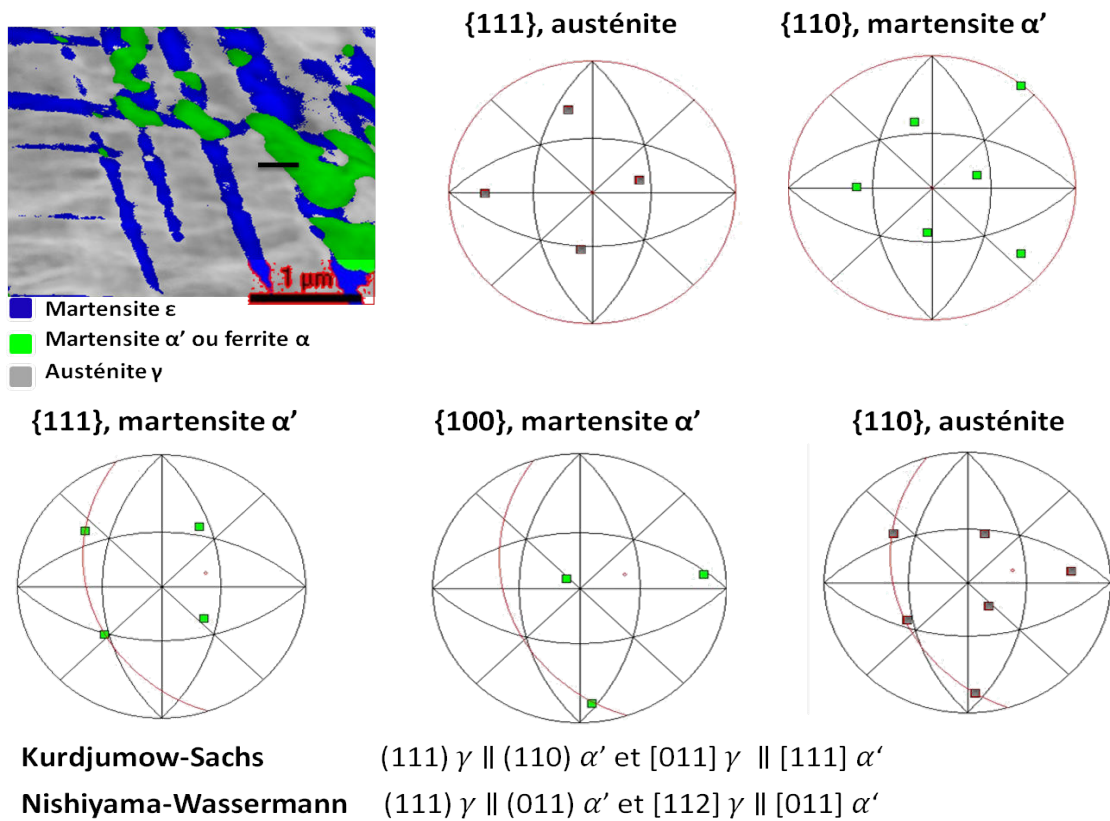 {111}, austénite
{110}, martensite α’
1 µm
Martensite ε
Martensite α’ ou ferrite α
Austénite γ
{111}, martensite α’
{100}, martensite α’
{110}, austénite
Kurdjumow-Sachs (111) γ ∥ (110) α’ et [011] γ ∥ [111] α‘
Nishiyama-Wassermann (111) γ ∥ (011) α’ et [112] γ ∥ [011] α‘